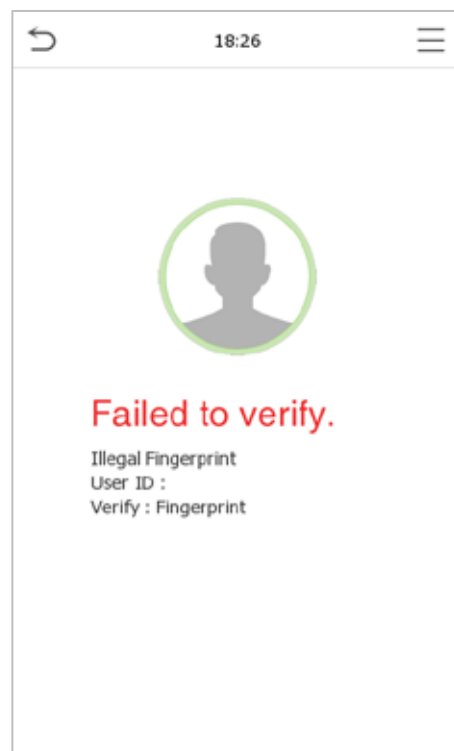 18:26
Failed to verify.
Illegal Fingerprint
User ID :
Verify : Fingerprint